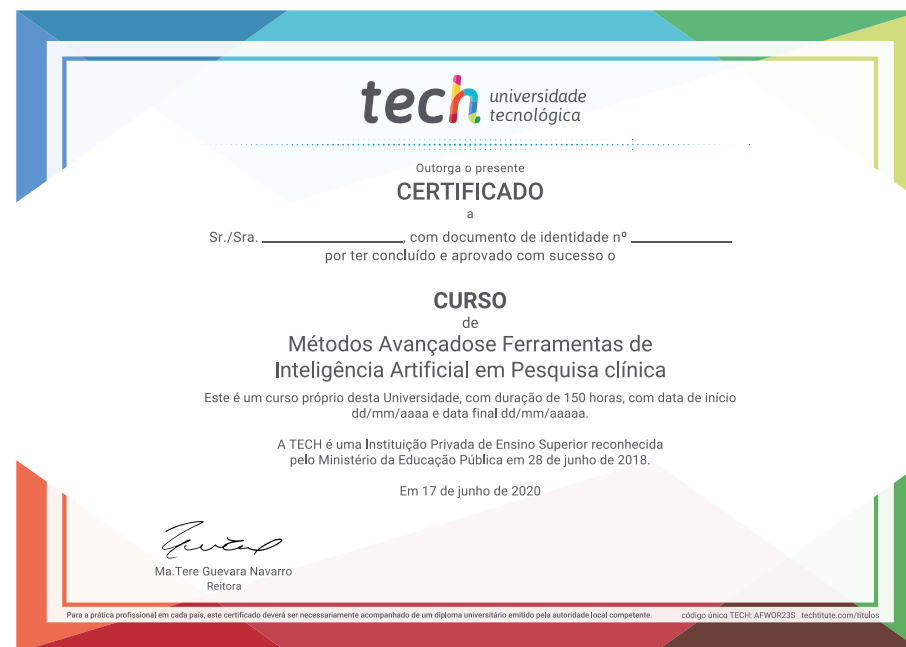 tech universidade
tecnológica
Outorga o presente
CERTIFICADO
a
Sr./Sra. ____________________, com documento de identidade nº ______________
por ter concluído e aprovado com sucesso o
CURSO
de
Métodos Avançadose Ferramentas de
Inteligência Artificial em Pesquisa clínica
Este é um curso próprio desta Universidade, com duração de 150 horas, com data de início
dd/mm/aaaa e data final dd/mm/aaaaa.
A TECH é uma Instituição Privada de Ensino Superior reconhecida
pelo Ministério da Educação Pública em 28 de junho de 2018.
Em 17 de junho de 2020
Ma.Tere Guevara Navarro
Reitora
Para a prática profissional em cada país, este certificado deverá ser necessariamente acompanhado de um diploma universitário emitido pela autoridade local competente. código único TECH: AFWOR23S techtitute.com/títulos